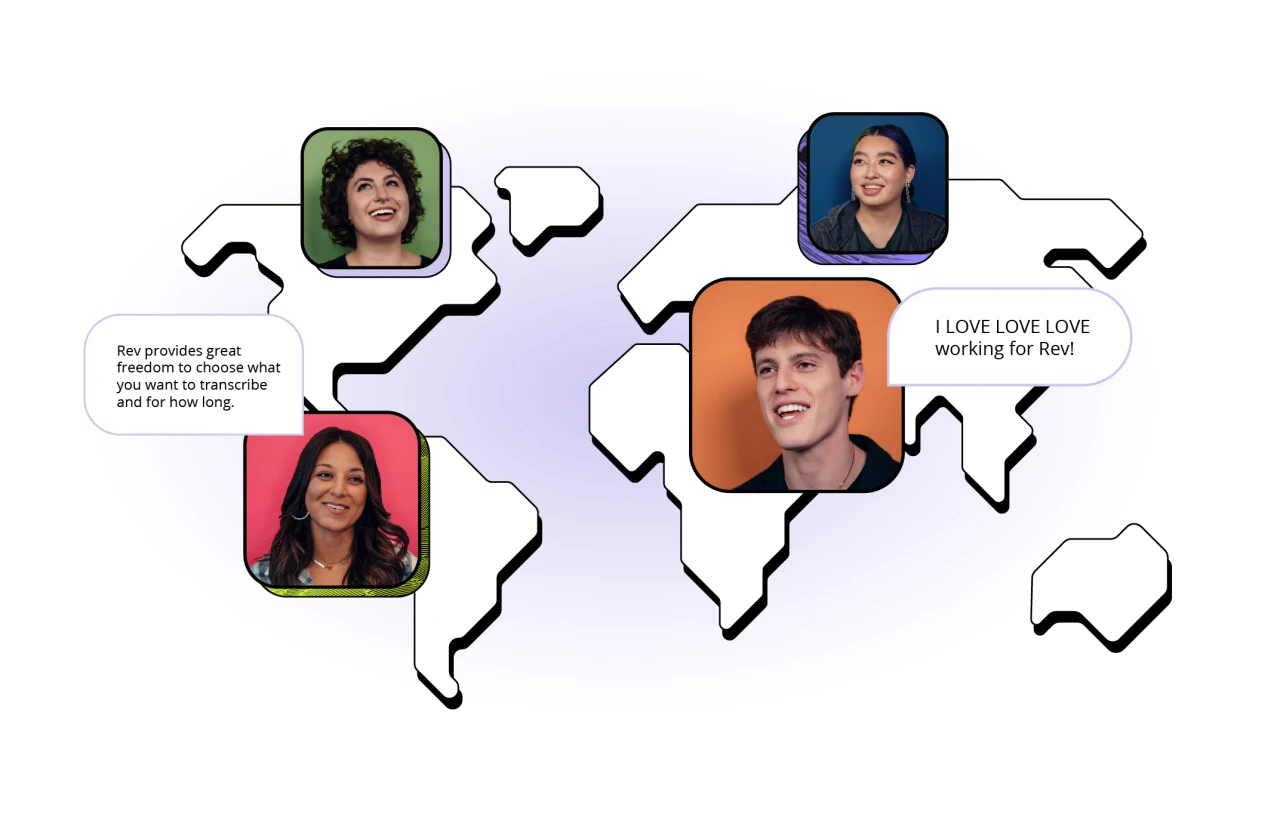 I LOVE LOVE LOVE
working for Rev!
Rev provides great
freedom to choose what
you want to transcribe
and for how long.